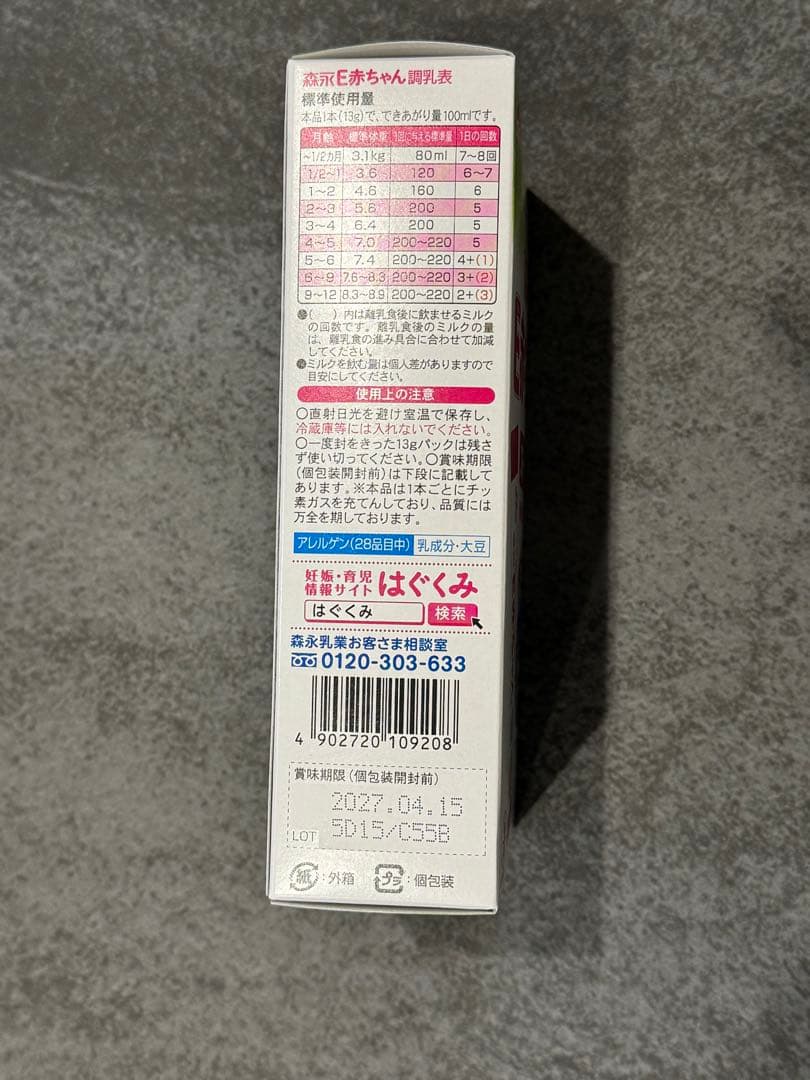 森永E赤ちゃん調乳表
標準使用量
本品1本(13g)で、できあがり量100mlです。
月齢 標準体重 1回に与える標準量 1日の回数
~1/2カ月 3.1kg 80ml 7~8回
1/2~1 3.6 120 6~7
1~2 4.6 160 6
2~3 5.6 200 5
3~4 6.4 200 5
4~5 7.0 200~220 5
5~6 7.4 200~220 4+(1)
6~9 7.6~8.3 200~220 3+(2)
9~12 8.3~8.9 200~220 2+(3)
●( )内は離乳食後に飲ませるミルク
の回数です。離乳食後のミルクの量
は、離乳食の進み具合に合わせて加減
してください。
●ミルクを飲む量は個人差がありますので
目安にしてください。
使用上の注意
○直射日光を避け室温で保存し、
冷蔵庫等には入れないでください。
○一度封をきった13gパックは残さ
ず使い切ってください。○賞味期限
(個包装開封前)は下段に記載して
あります。※本品は1本ごとにチッ
素ガスを充てんしており、品質には
万全を期しております。
アレルゲン(28品目中) 乳成分・大豆
妊娠・育児
情報サイト はぐくみ
はぐくみ 検索
森永乳業お客さま相談室
0120-303-633
4 902720 109208
賞味期限(個包装開封前)
2027.04.15
LOT 5D15/C55B
紙:外箱 プラ:個包装